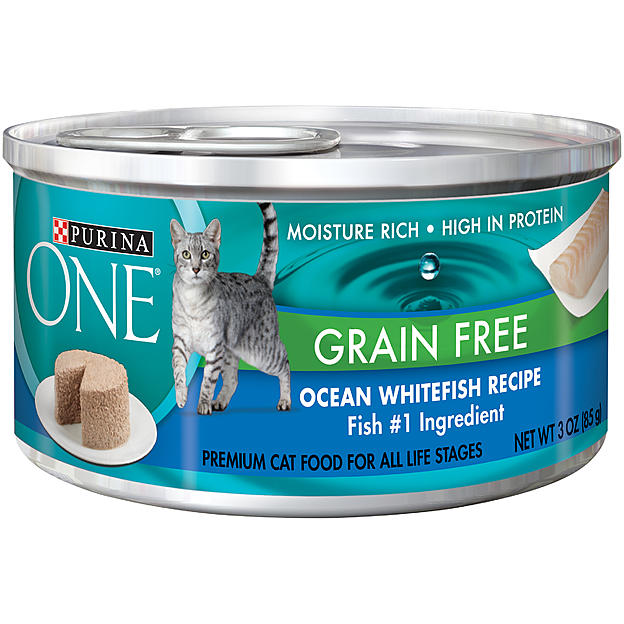 PURINA
ONE®
MOISTURE RICH • HIGH IN PROTEIN
GRAIN FREE
OCEAN WHITEFISH RECIPE
Fish #1 Ingredient
PREMIUM CAT FOOD FOR ALL LIFE STAGES
NET WT 3 OZ (85g)